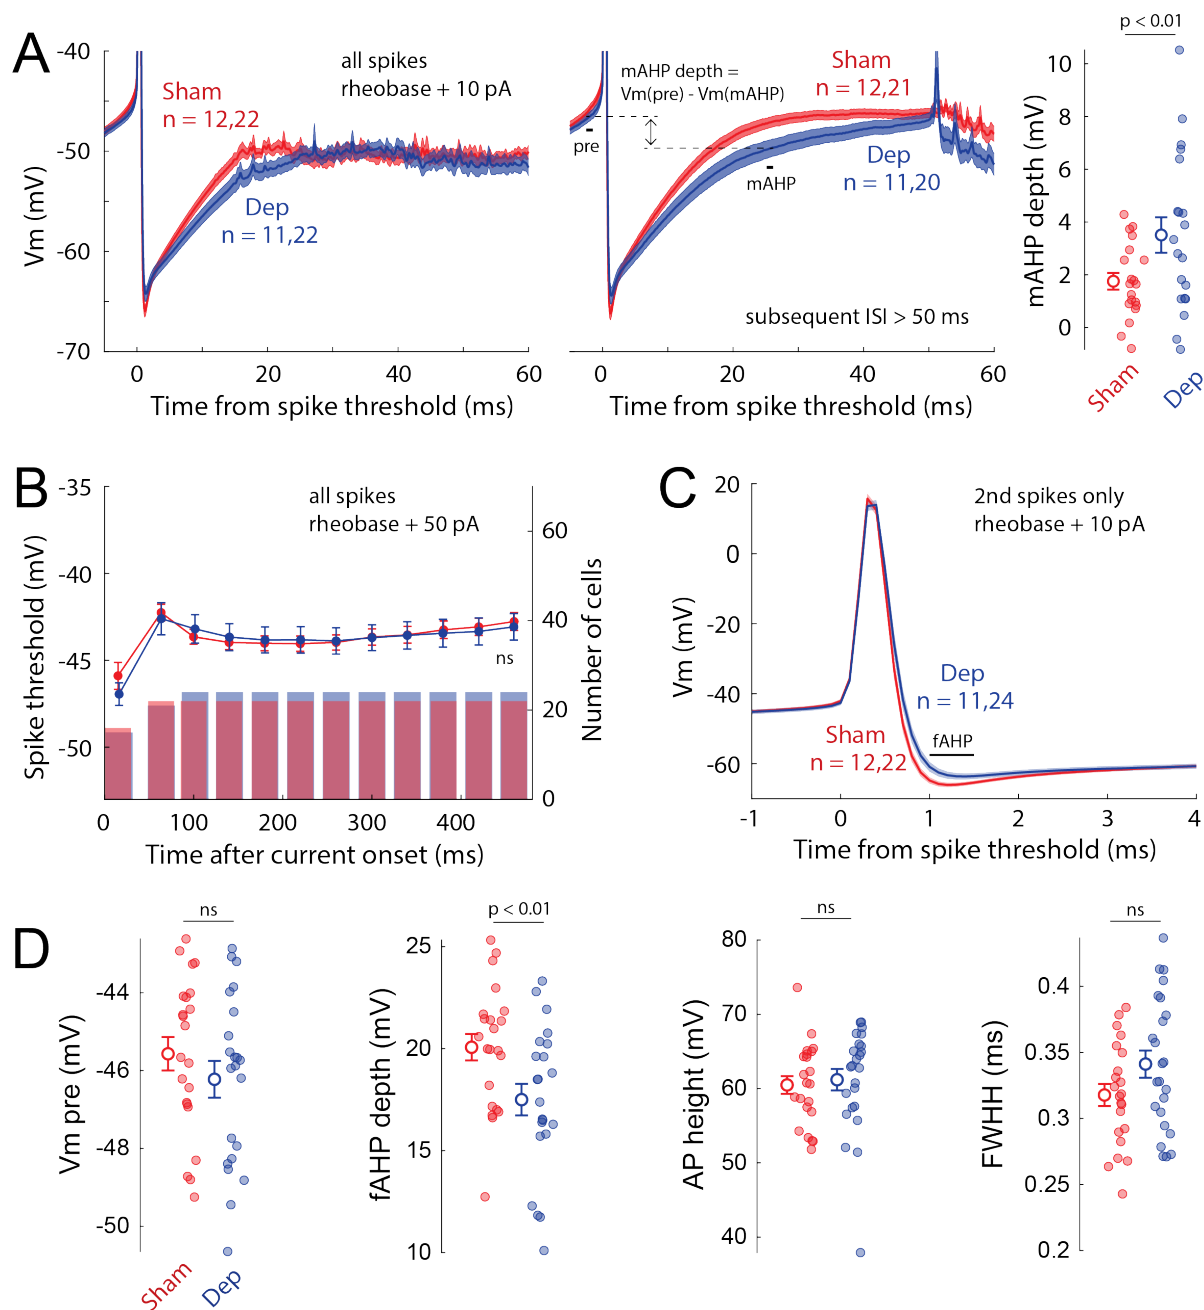 A
-40
-50
-60
-70
Vm (mV)
all spikes
rheobase + 10 pA
Sham
n = 12,22
Dep
n = 11,22
0
20
40
60
Time from spike threshold (ms)
mAHP depth =
Vm(pre) - Vm(mAHP)
Sham
n = 12,21
pre
mAHP
Dep
n = 11,20
subsequent ISI > 50 ms
0
20
40
60
Time from spike threshold (ms)
p < 0.01
10
8
6
4
2
0
mAHP depth (mV)
Sham
Dep
B
-35
-40
-45
-50
Spike threshold (mV)
all spikes
rheobase + 50 pA
ns
60
40
20
0
Number of cells
0
100
200
300
400
Time after current onset (ms)
C
20
0
-20
-40
-60
Vm (mV)
2nd spikes only
rheobase + 10 pA
Dep
n = 11,24
Sham
n = 12,22
fAHP
-1
0
1
2
3
4
Time from spike threshold (ms)
D
ns
-44
-46
-48
-50
Vm pre (mV)
Sham
Dep
p < 0.01
25
20
15
10
fAHP depth (mV)
ns
80
70
60
50
40
AP height (mV)
ns
0.4
0.35
0.3
0.25
0.2
FWHH (ms)